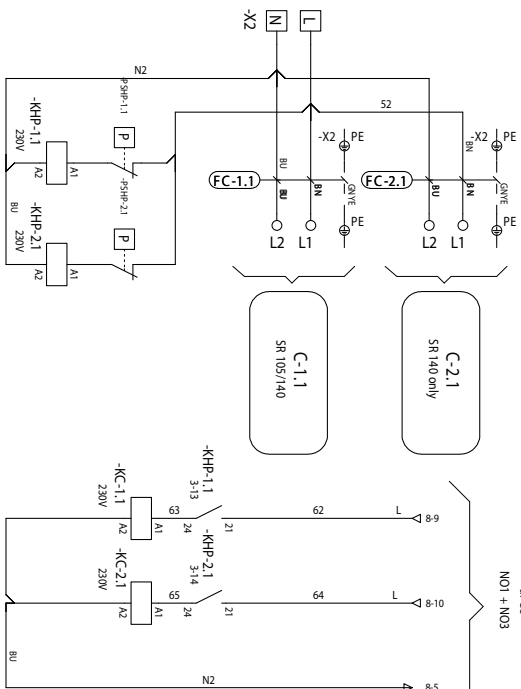 -X2
N
L
N2
52
-PSHP-1.1
-PSHP-2.1
P
P
-KHP-1.1
230V
A2
A1
-KHP-2.1
230V
A2
A1
BU
-X2
PE
PE
GNYE
BU
BU
BN
FC-1.1
L2
L1
-X2
PE
PE
BN
GNYE
BU
BN
FC-2.1
L2
L1
C-1.1
SR 105/140
C-2.1
SR 140 only
NO1 + NO3
-KHP-1.1
3-13
-KC-1.1
230V
A2
A1
63
24
21
62
L
8-9
-KHP-2.1
3-14
-KC-2.1
230V
A2
A1
65
24
21
64
L
8-10
BU
N2
8-5